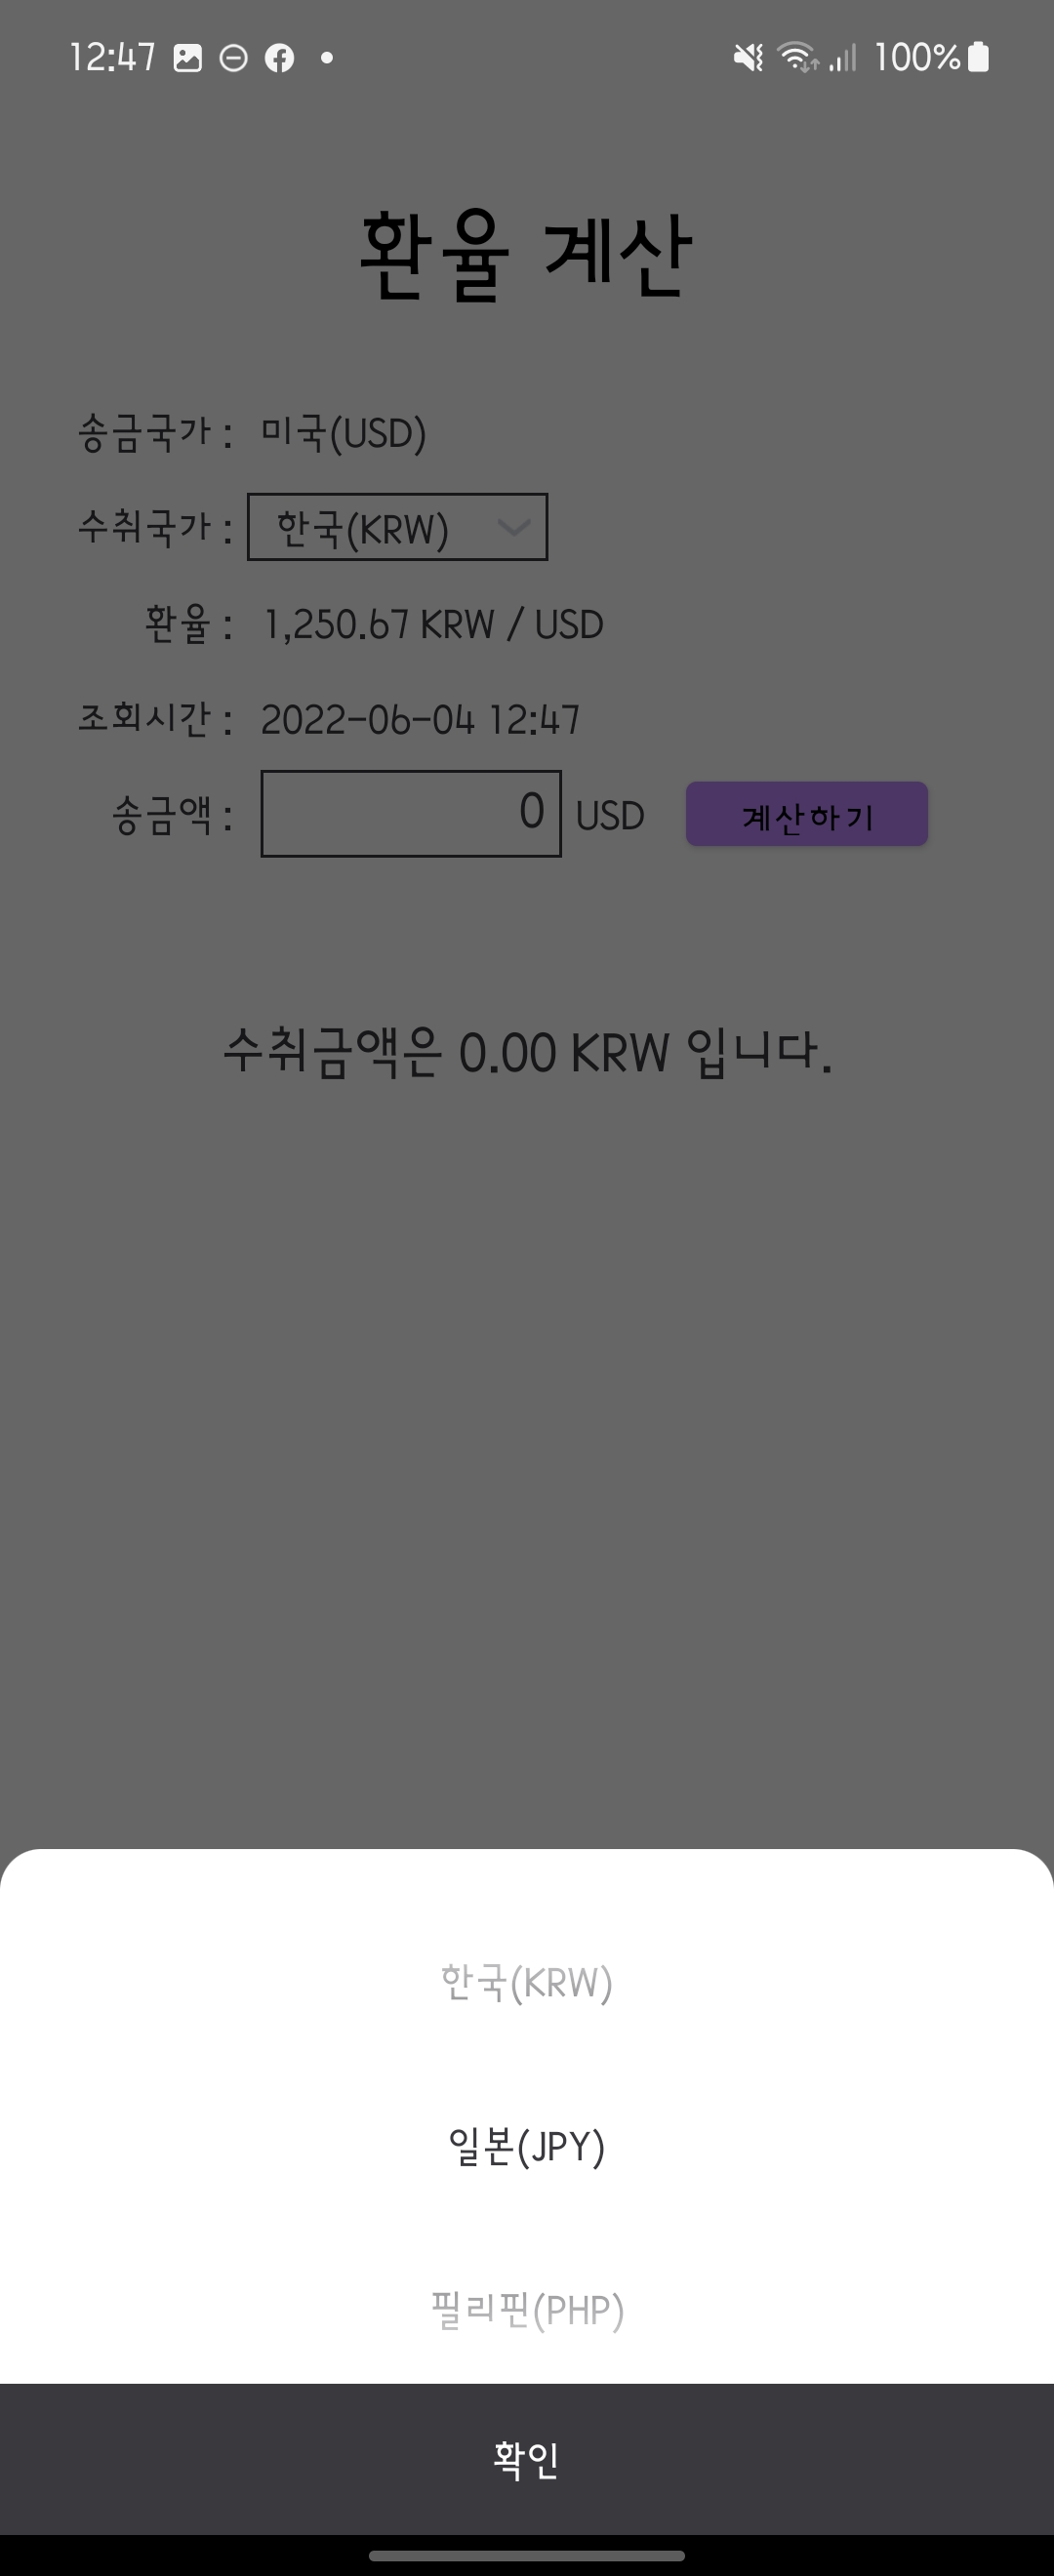 12:47 100%
환율 계산
송금국가 : 미국(USD)
수취국가 : 한국(KRW)
환율 : 1,250.67 KRW / USD
조회시간 : 2022-06-04 12:47
송금액 : 0 USD 계산하기
수취금액은 0.00 KRW 입니다.
한국(KRW)
일본(JPY)
필리핀(PHP)
확인